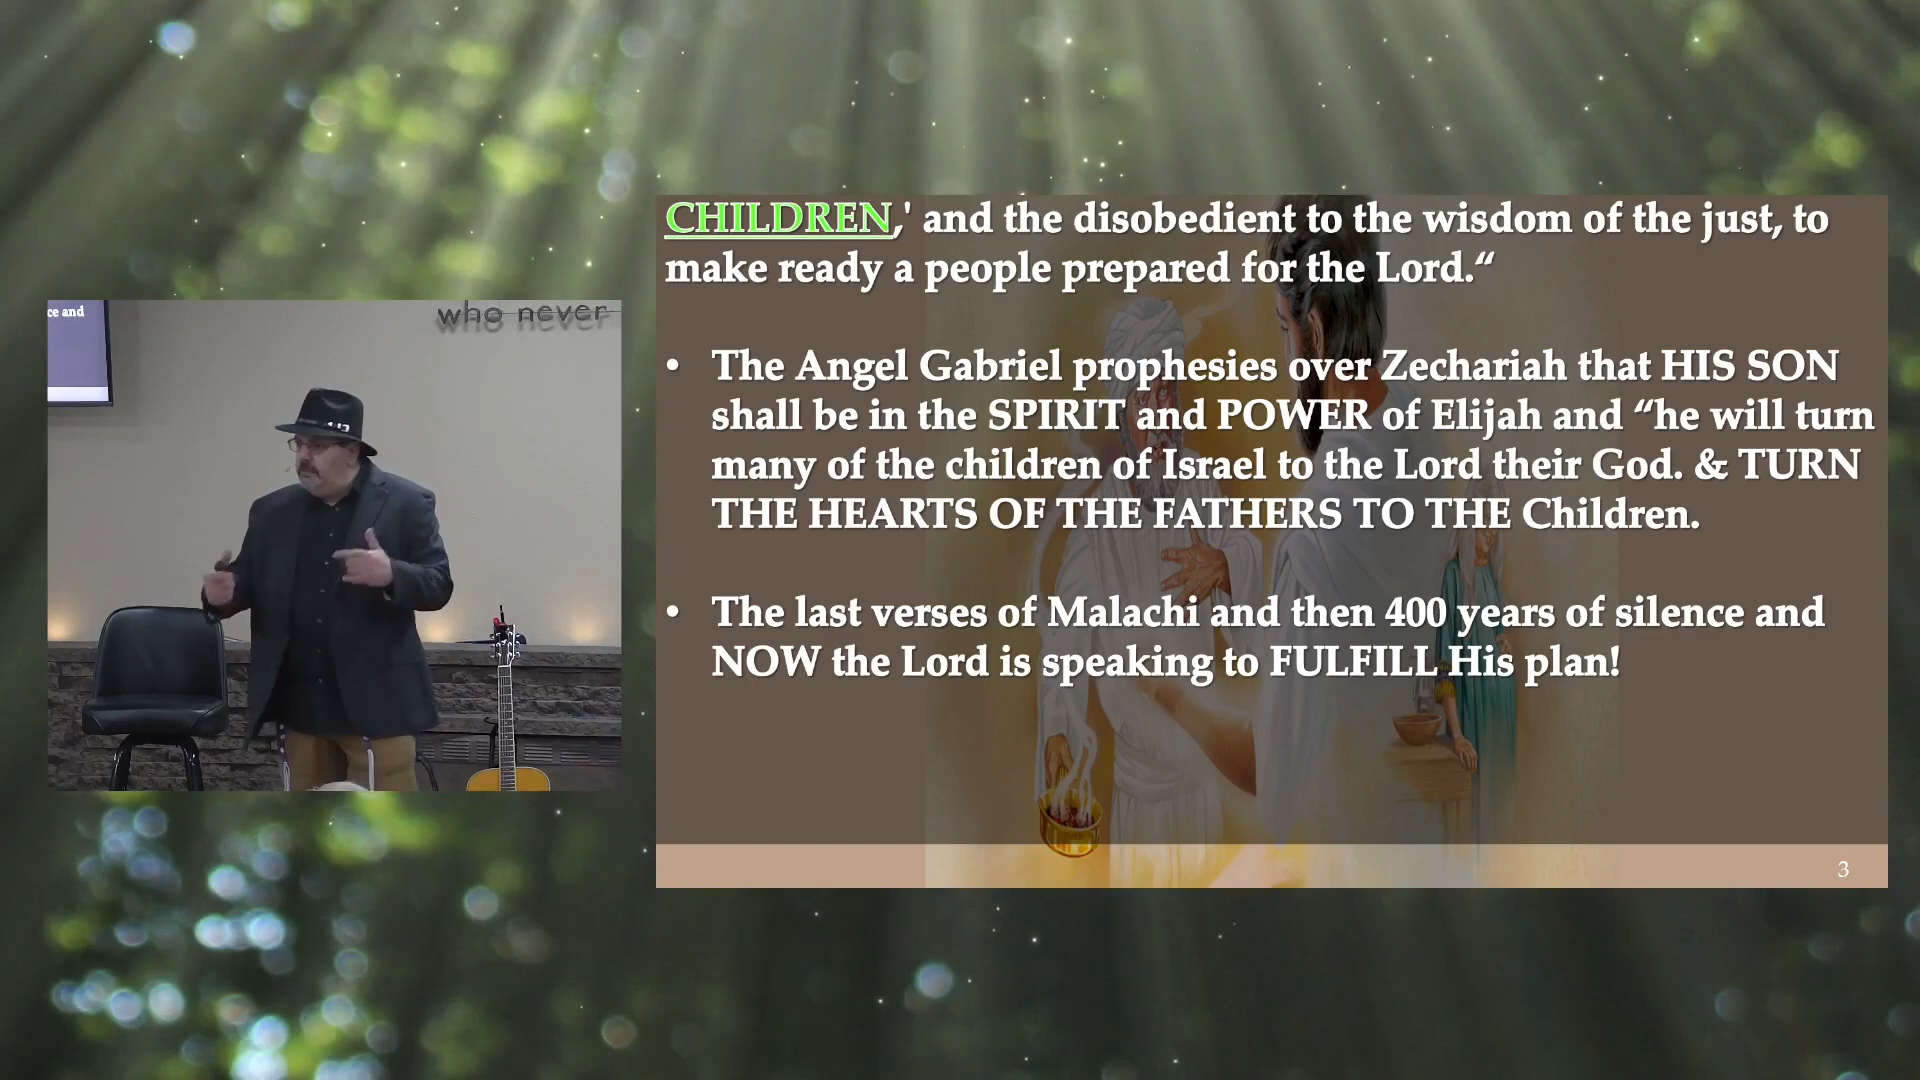 ce and
who never
CHILDREN,' and the disobedient to the wisdom of the just, to
make ready a people prepared for the Lord.“
• The Angel Gabriel prophesies over Zechariah that HIS SON
shall be in the SPIRIT and POWER of Elijah and “he will turn
many of the children of Israel to the Lord their God. & TURN
THE HEARTS OF THE FATHERS TO THE Children.
• The last verses of Malachi and then 400 years of silence and
NOW the Lord is speaking to FULFILL His plan!
3